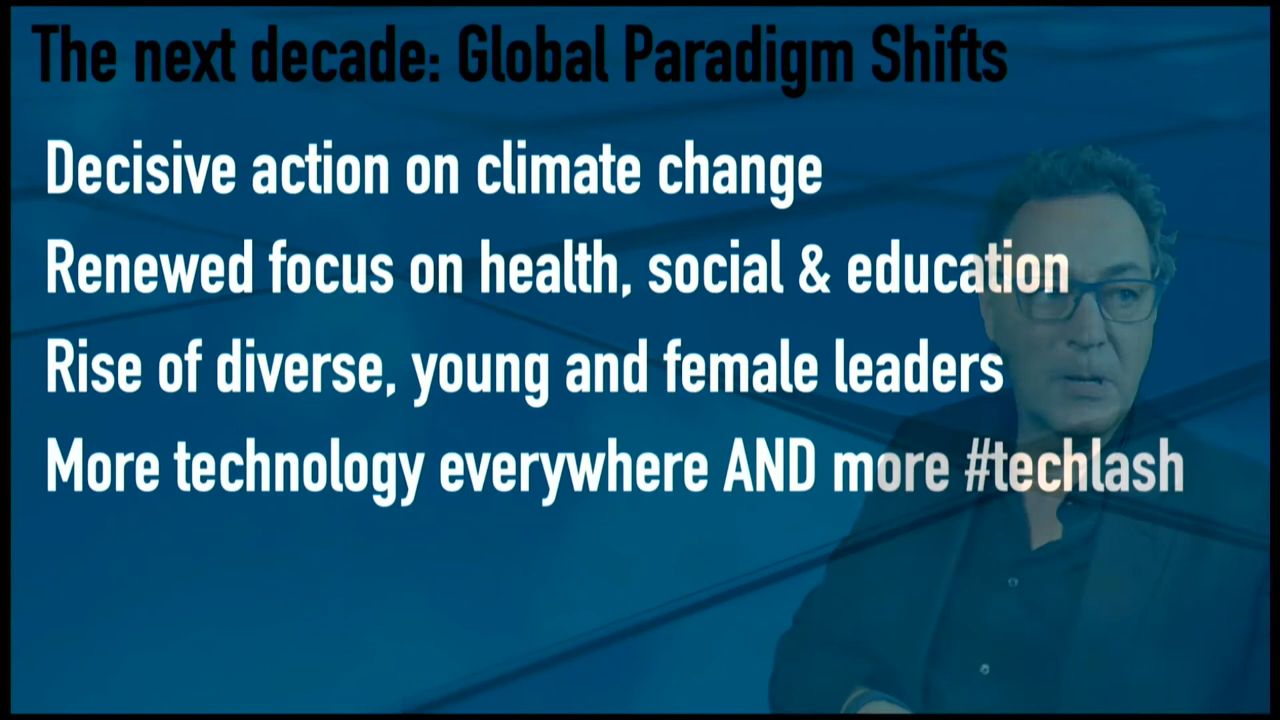 The next decade: Global Paradigm Shifts
Decisive action on climate change
Renewed focus on health, social & education
Rise of diverse, young and female leaders
More technology everywhere AND more #techlash